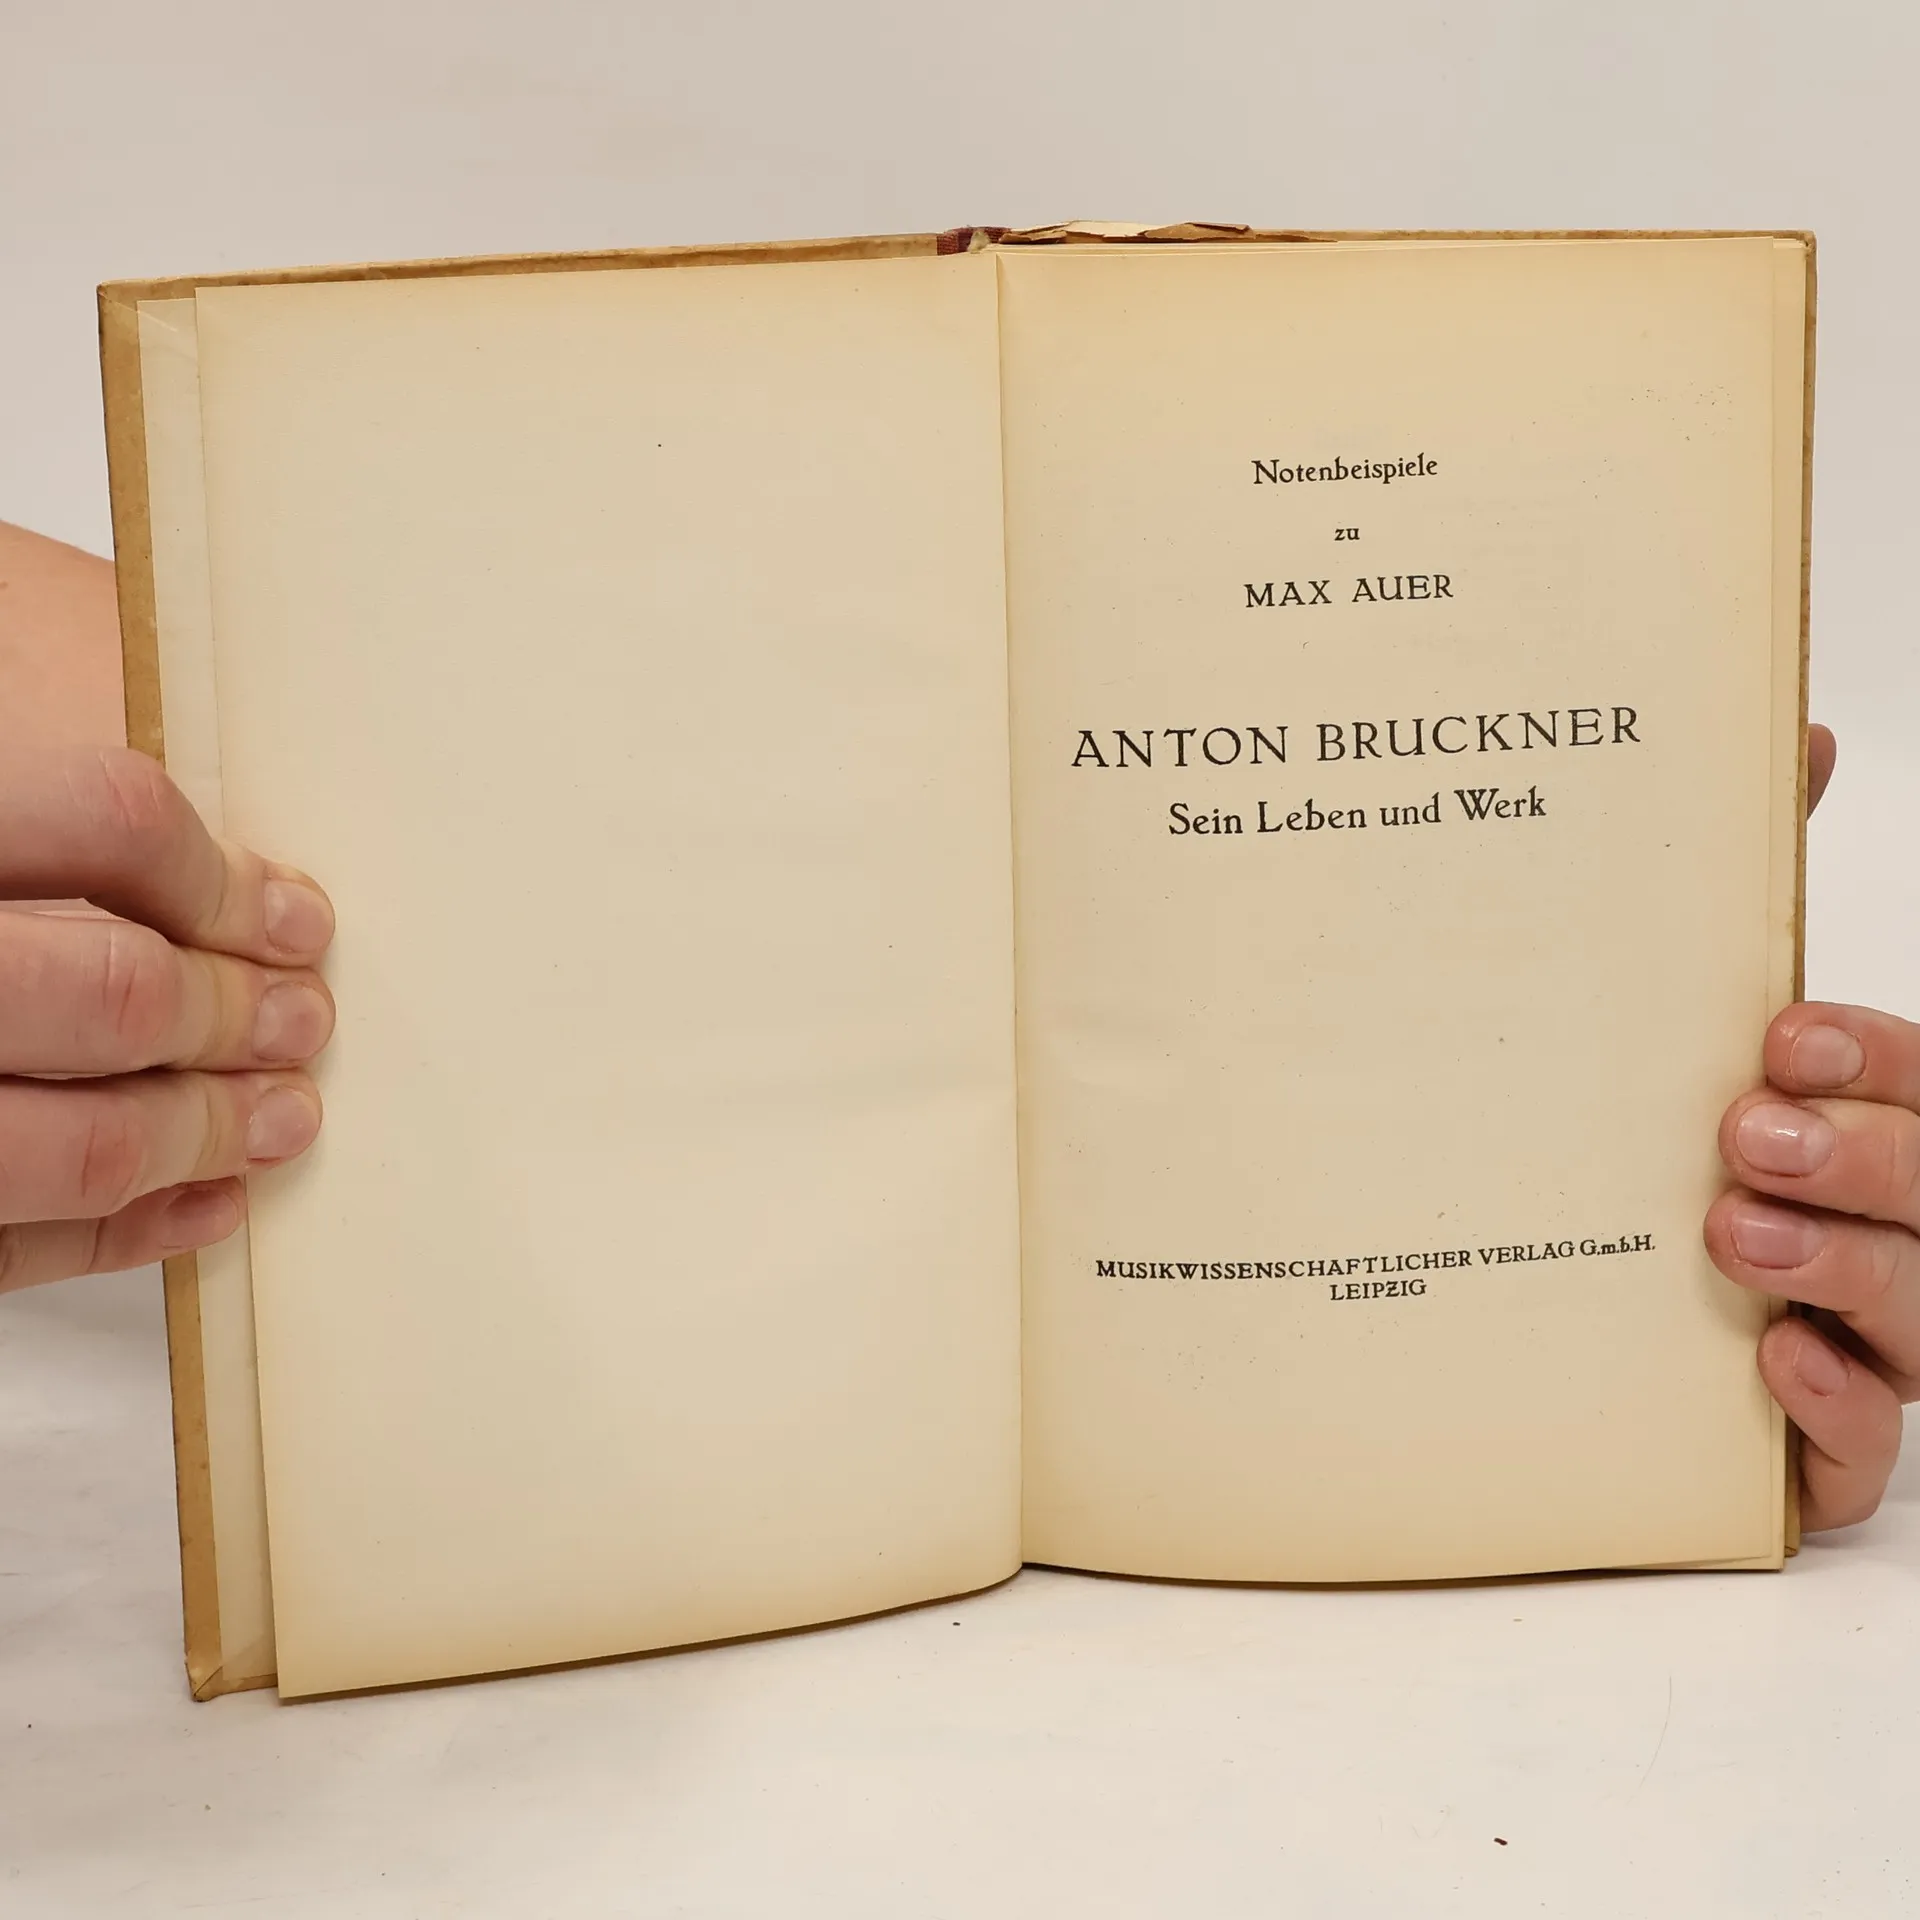 Notenbeispiele
zu
MAX AUER
ANTON BRUCKNER
Sein Leben und Werk
MUSIKWISSENSCHAFTLICHER VERLAG G.m.b.H.
LEIPZIG